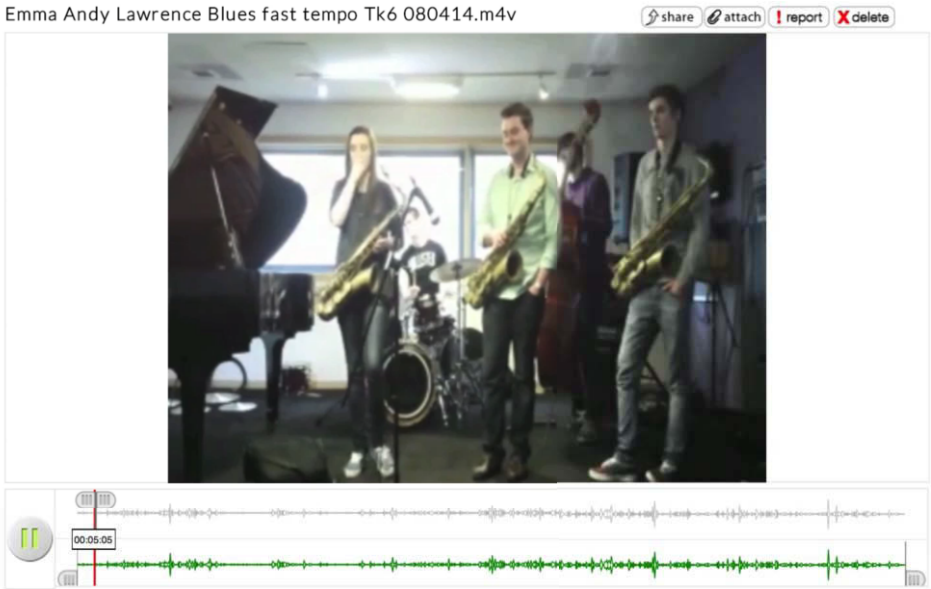 Emma Andy Lawrence Blues fast tempo Tk6 080414.m4v
share attach ! report X delete
00:05:05